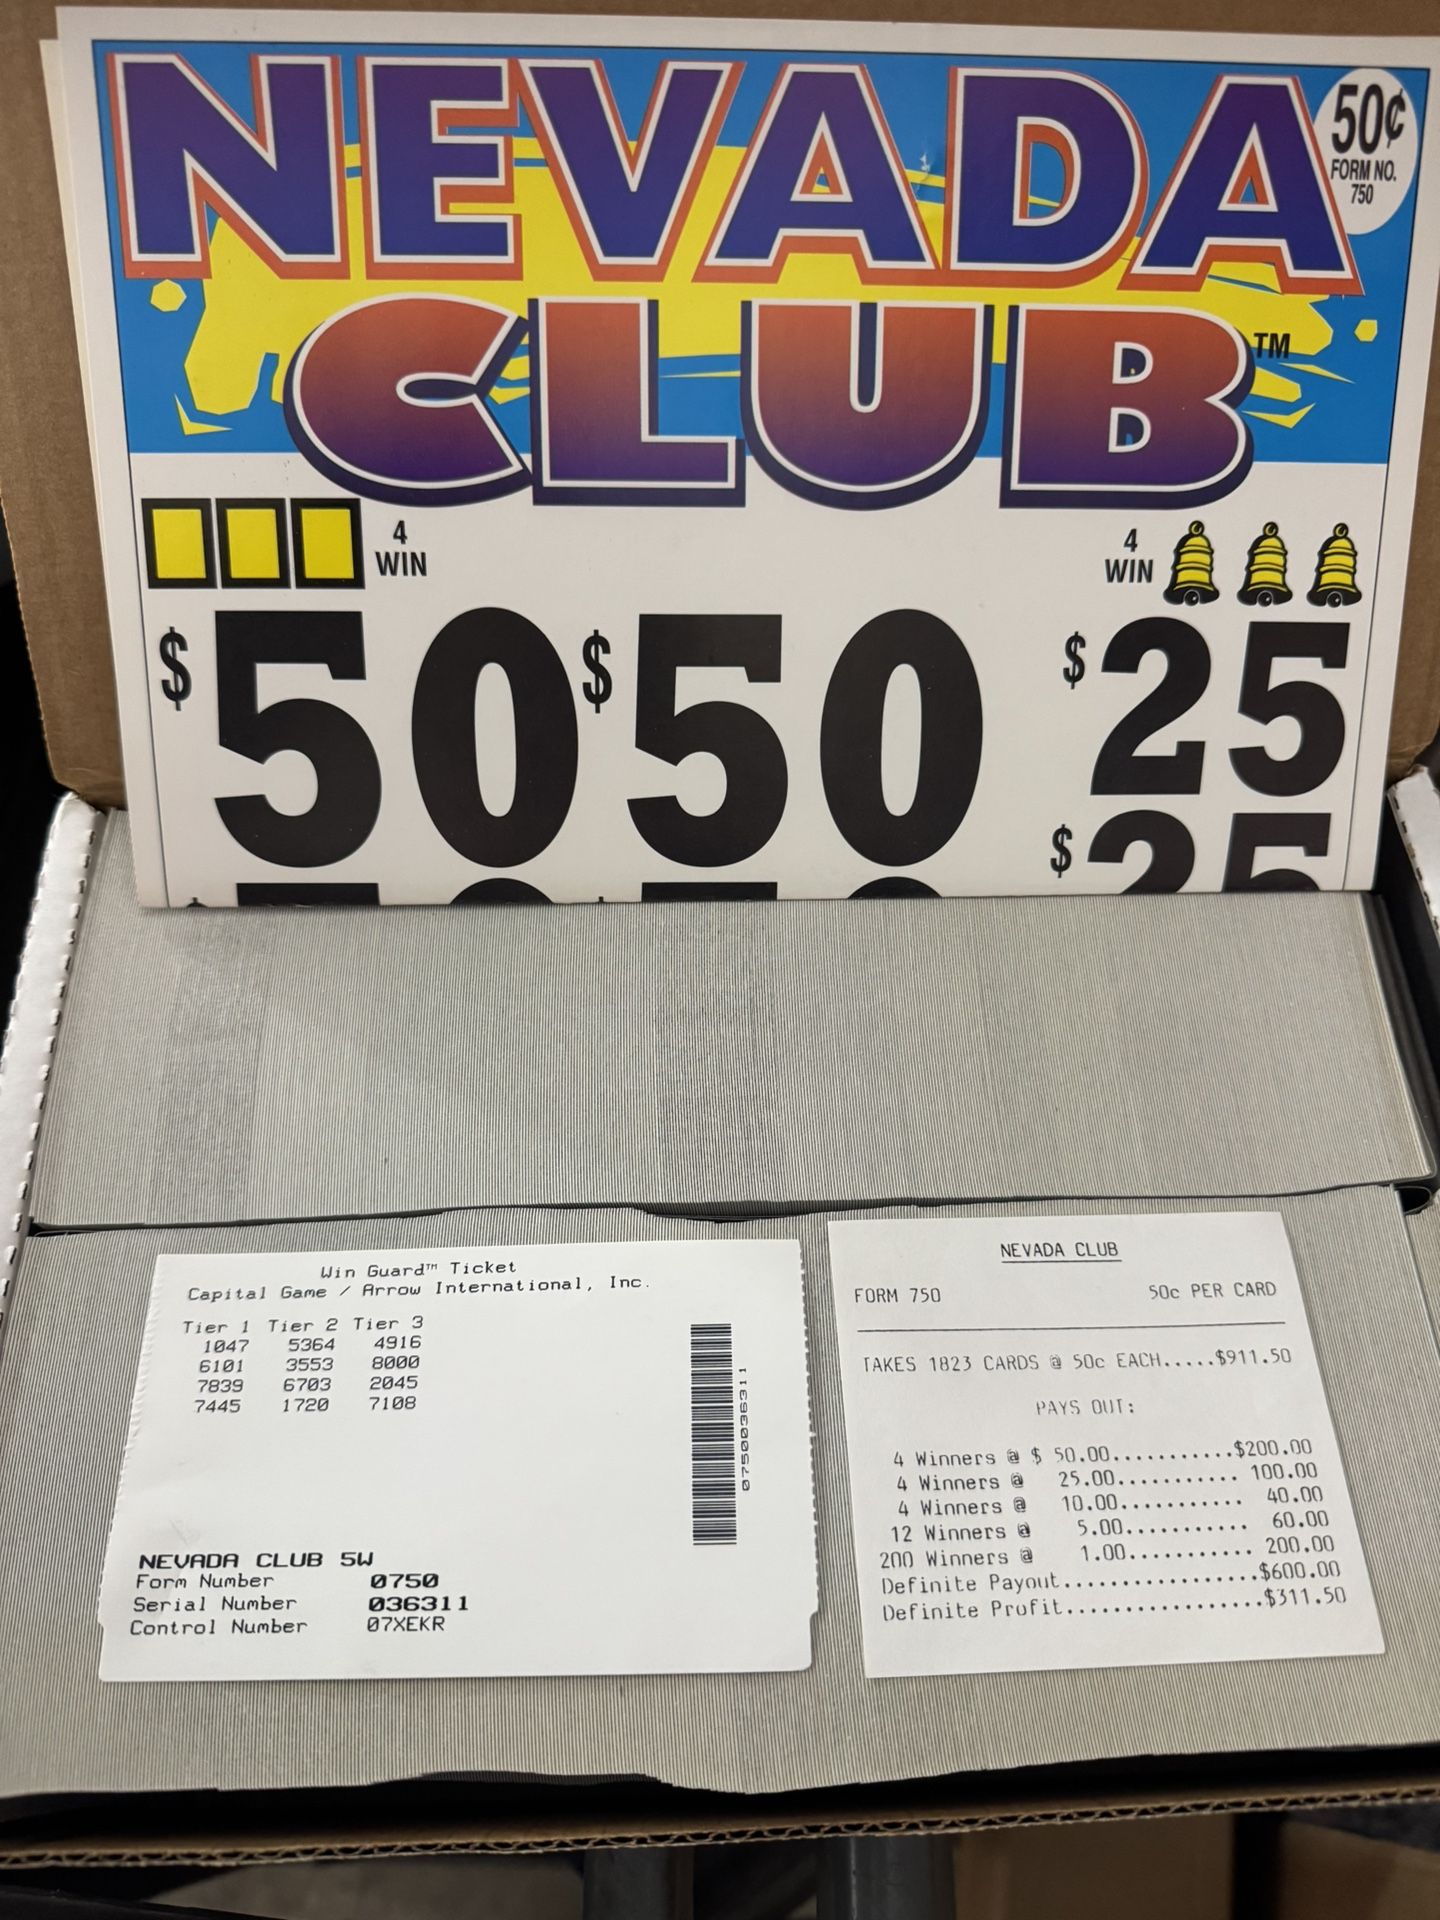 NEVADA
CLUB™
50¢
FORM NO.
750
4
WIN
4
WIN
$50 $50
$25
$25
Win Guard™ Ticket
Capital Game / Arrow International, Inc.
Tier 1 Tier 2 Tier 3
1047 5364 4916
6101 3553 8000
7839 6703 2045
7445 1720 7108
0750036311
NEVADA CLUB 5W
Form Number 0750
Serial Number 036311
Control Number 07XEKR
NEVADA CLUB
FORM 750 50c PER CARD
TAKES 1823 CARDS @ 50c EACH.....$911.50
PAYS OUT:
4 Winners @ $ 50.00...........$200.00
4 Winners @ 25.00........... 100.00
4 Winners @ 10.00........... 40.00
12 Winners @ 5.00........... 60.00
200 Winners @ 1.00........... 200.00
Definite Payout.................$600.00
Definite Profit.................$311.50